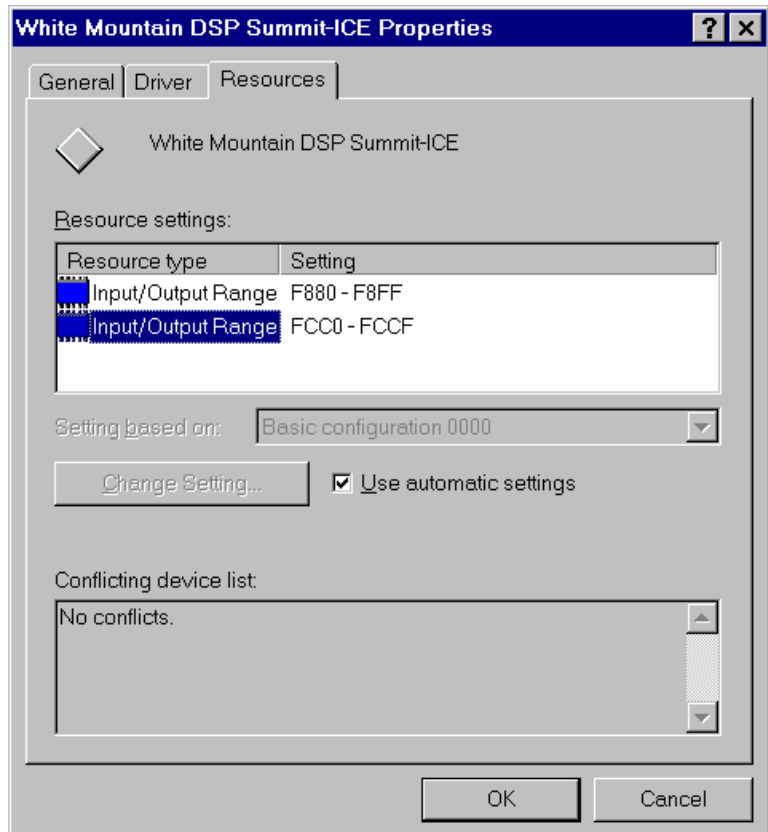 White Mountain DSP Summit-ICE Properties ? ×
General Driver Resources
White Mountain DSP Summit-ICE
Resource settings:
Resource type Setting
Input/Output Range F880 - F8FF
Input/Output Range FCC0 - FCCF
Setting based on: Basic configuration 0000
Change Setting... Use automatic settings
Conflicting device list:
No conflicts.
OK Cancel